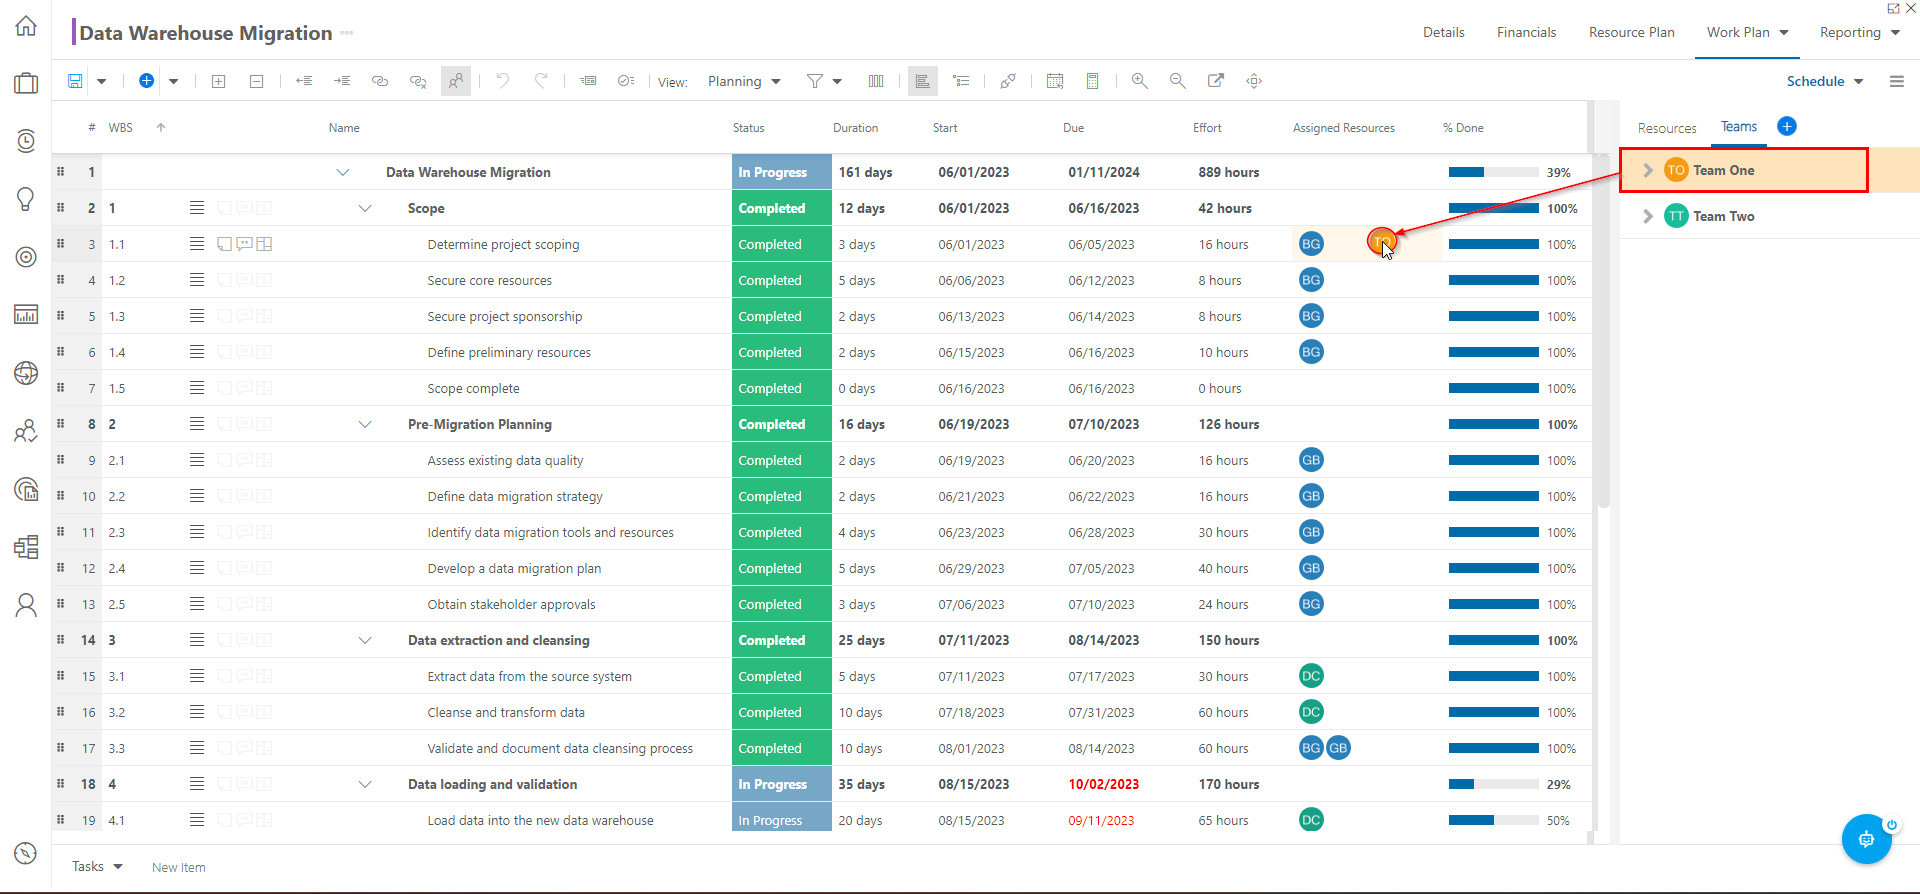 Data Warehouse Migration
Details Financials Resource Plan Work Plan Reporting
View: Planning Schedule
# WBS Name Status Duration Start Due Effort Assigned Resources % Done
Resources Teams
1 Data Warehouse Migration In Progress 161 days 06/01/2023 01/11/2024 889 hours 39%
TO Team One
2 1 Scope Completed 12 days 06/01/2023 06/16/2023 42 hours 100%
TT Team Two
3 1.1 Determine project scoping Completed 3 days 06/01/2023 06/05/2023 16 hours BG TO 100%
4 1.2 Secure core resources Completed 5 days 06/06/2023 06/12/2023 8 hours BG 100%
5 1.3 Secure project sponsorship Completed 2 days 06/13/2023 06/14/2023 8 hours BG 100%
6 1.4 Define preliminary resources Completed 2 days 06/15/2023 06/16/2023 10 hours BG 100%
7 1.5 Scope complete Completed 0 days 06/16/2023 06/16/2023 0 hours 100%
8 2 Pre-Migration Planning Completed 16 days 06/19/2023 07/10/2023 126 hours 100%
9 2.1 Assess existing data quality Completed 2 days 06/19/2023 06/20/2023 16 hours GB 100%
10 2.2 Define data migration strategy Completed 2 days 06/21/2023 06/22/2023 16 hours GB 100%
11 2.3 Identify data migration tools and resources Completed 4 days 06/23/2023 06/28/2023 30 hours GB 100%
12 2.4 Develop a data migration plan Completed 5 days 06/29/2023 07/05/2023 40 hours GB 100%
13 2.5 Obtain stakeholder approvals Completed 3 days 07/06/2023 07/10/2023 24 hours BG 100%
14 3 Data extraction and cleansing Completed 25 days 07/11/2023 08/14/2023 150 hours 100%
15 3.1 Extract data from the source system Completed 5 days 07/11/2023 07/17/2023 30 hours DC 100%
16 3.2 Cleanse and transform data Completed 10 days 07/18/2023 07/31/2023 60 hours DC 100%
17 3.3 Validate and document data cleansing process Completed 10 days 08/01/2023 08/14/2023 60 hours BG GB 100%
18 4 Data loading and validation In Progress 35 days 08/15/2023 10/02/2023 170 hours 29%
19 4.1 Load data into the new data warehouse In Progress 20 days 08/15/2023 09/11/2023 65 hours DC 50%
Tasks New Item